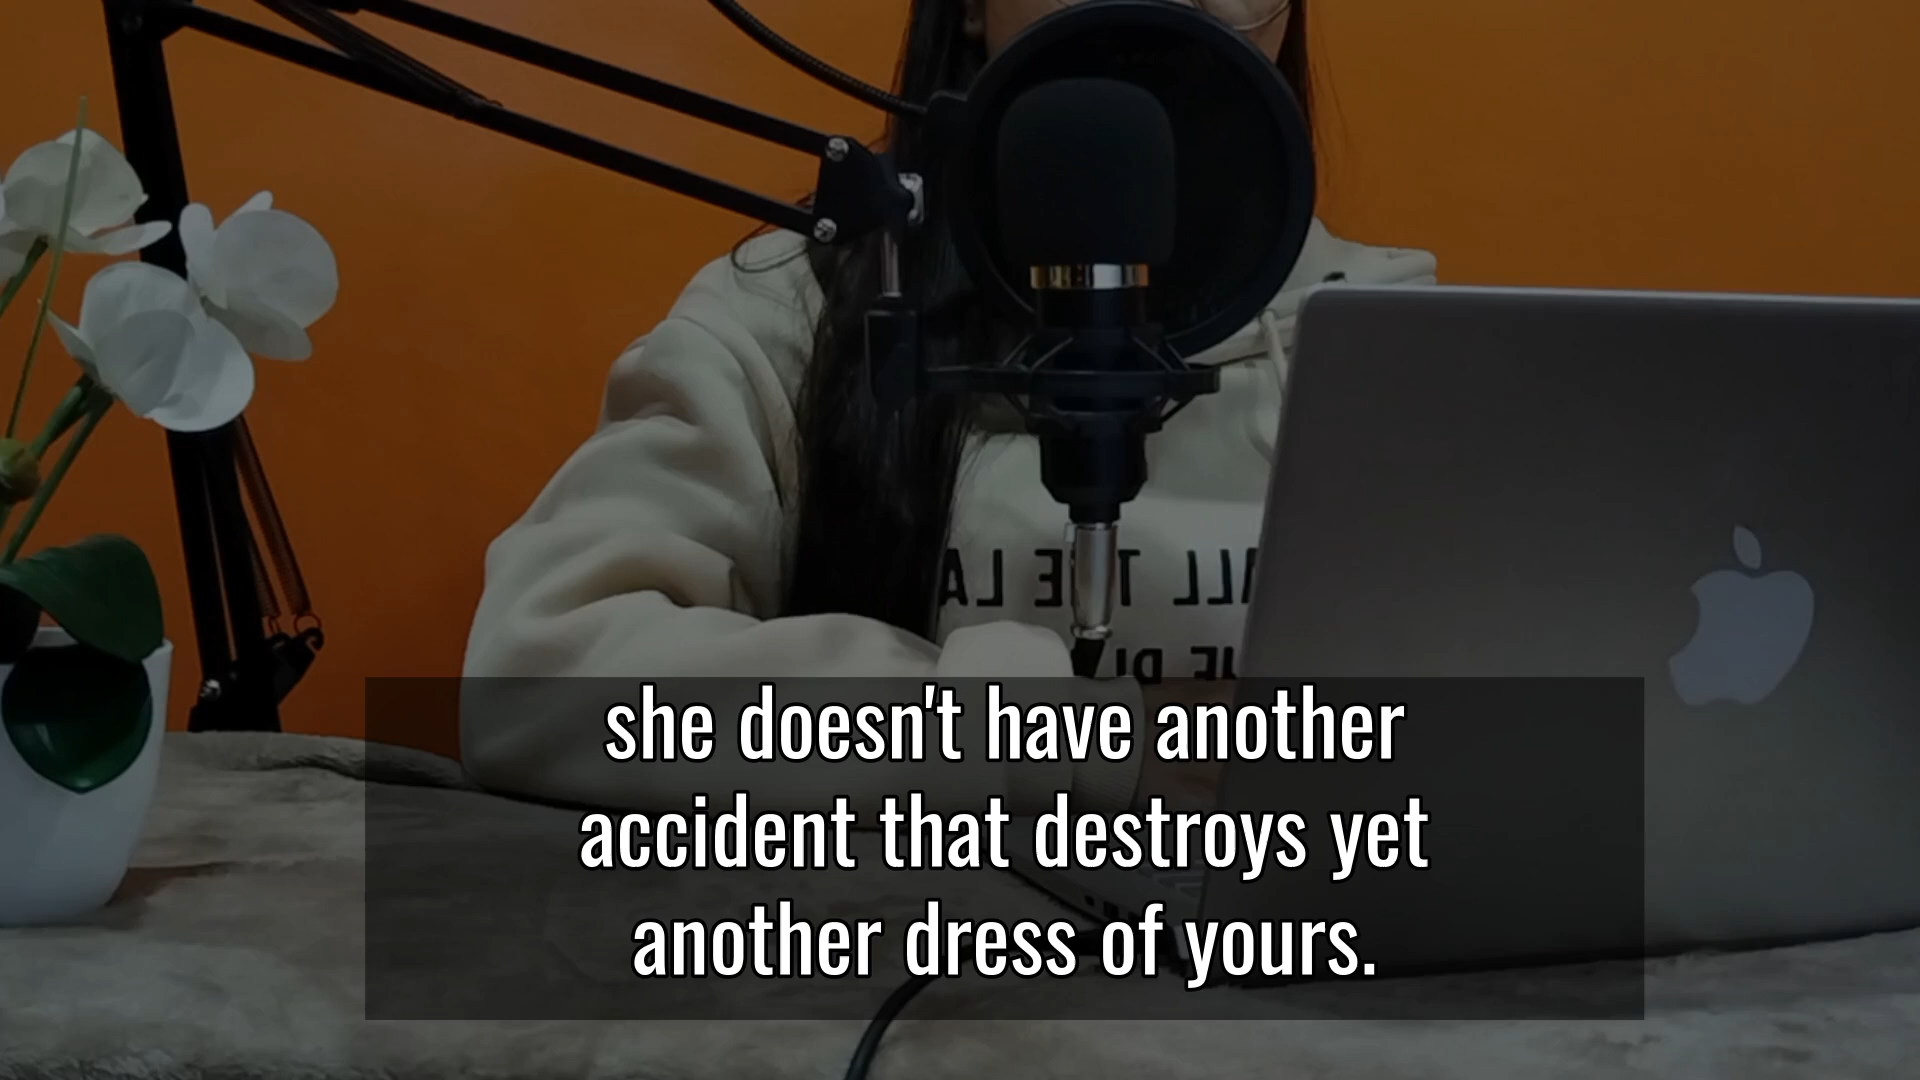 she doesn't have another
accident that destroys yet
another dress of yours.